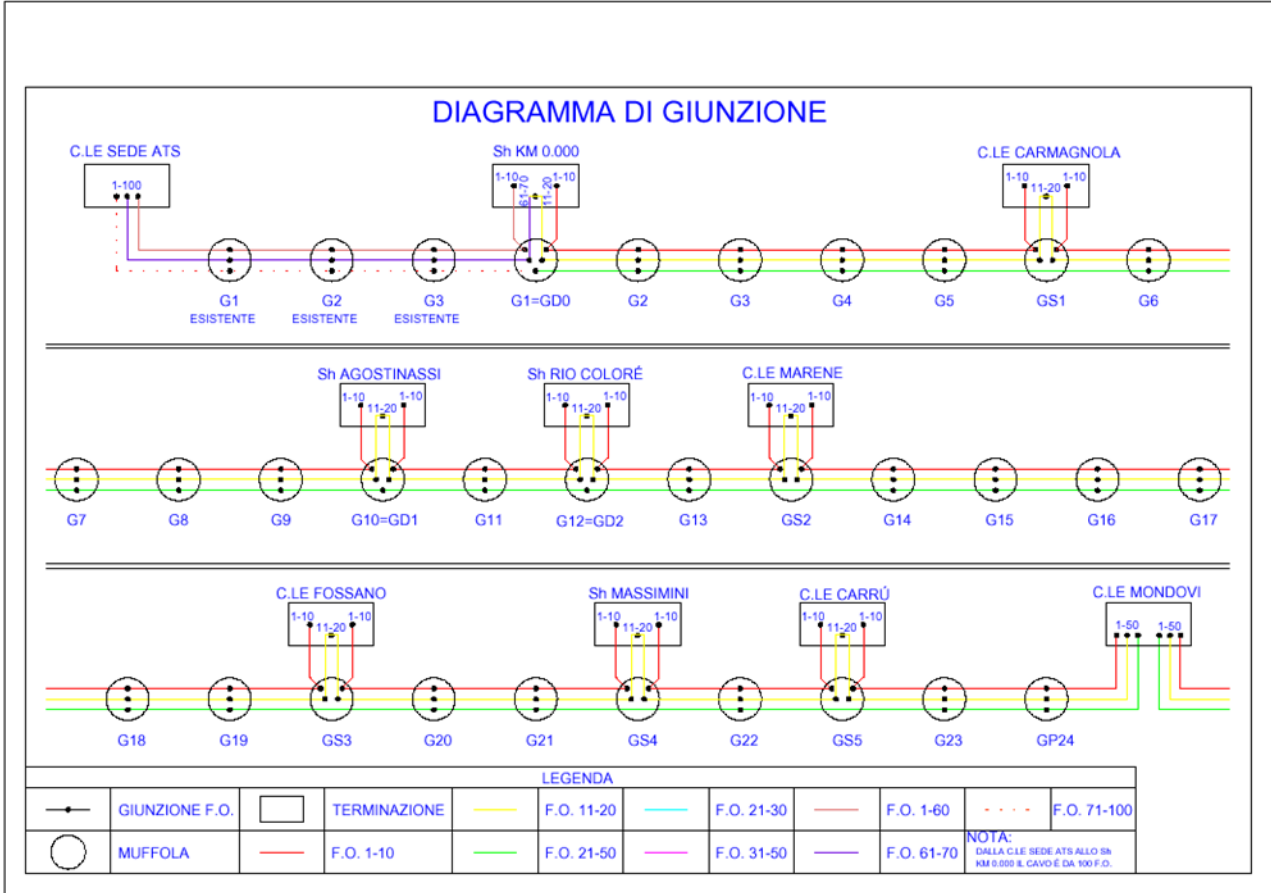 DIAGRAMMA DI GIUNZIONE
C.LE SEDE ATS
1-100
Sh KM 0.000
1-10
61-70
11-20
1-10
C.LE CARMAGNOLA
1-10
11-20
1-10
G1
ESISTENTE
G2
ESISTENTE
G3
ESISTENTE
G1=GD0
G2
G3
G4
G5
GS1
G6
Sh AGOSTINASSI
1-10
11-20
1-10
Sh RIO COLORÉ
1-10
11-20
1-10
C.LE MARENE
1-10
11-20
1-10
G7
G8
G9
G10=GD1
G11
G12=GD2
G13
GS2
G14
G15
G16
G17
C.LE FOSSANO
1-10
11-20
1-10
Sh MASSIMINI
1-10
11-20
1-10
C.LE CARRÚ
1-10
11-20
1-10
C.LE MONDOVI
1-50
1-50
G18
G19
GS3
G20
G21
GS4
G22
GS5
G23
GP24
LEGENDA
GIUNZIONE F.O.
TERMINAZIONE
F.O. 11-20
F.O. 21-30
F.O. 1-60
F.O. 71-100
MUFFOLA
F.O. 1-10
F.O. 21-50
F.O. 31-50
F.O. 61-70
NOTA:
DALLA C.LE SEDE ATS ALLO Sh
KM 0.000 IL CAVO É DA 100 F.O.